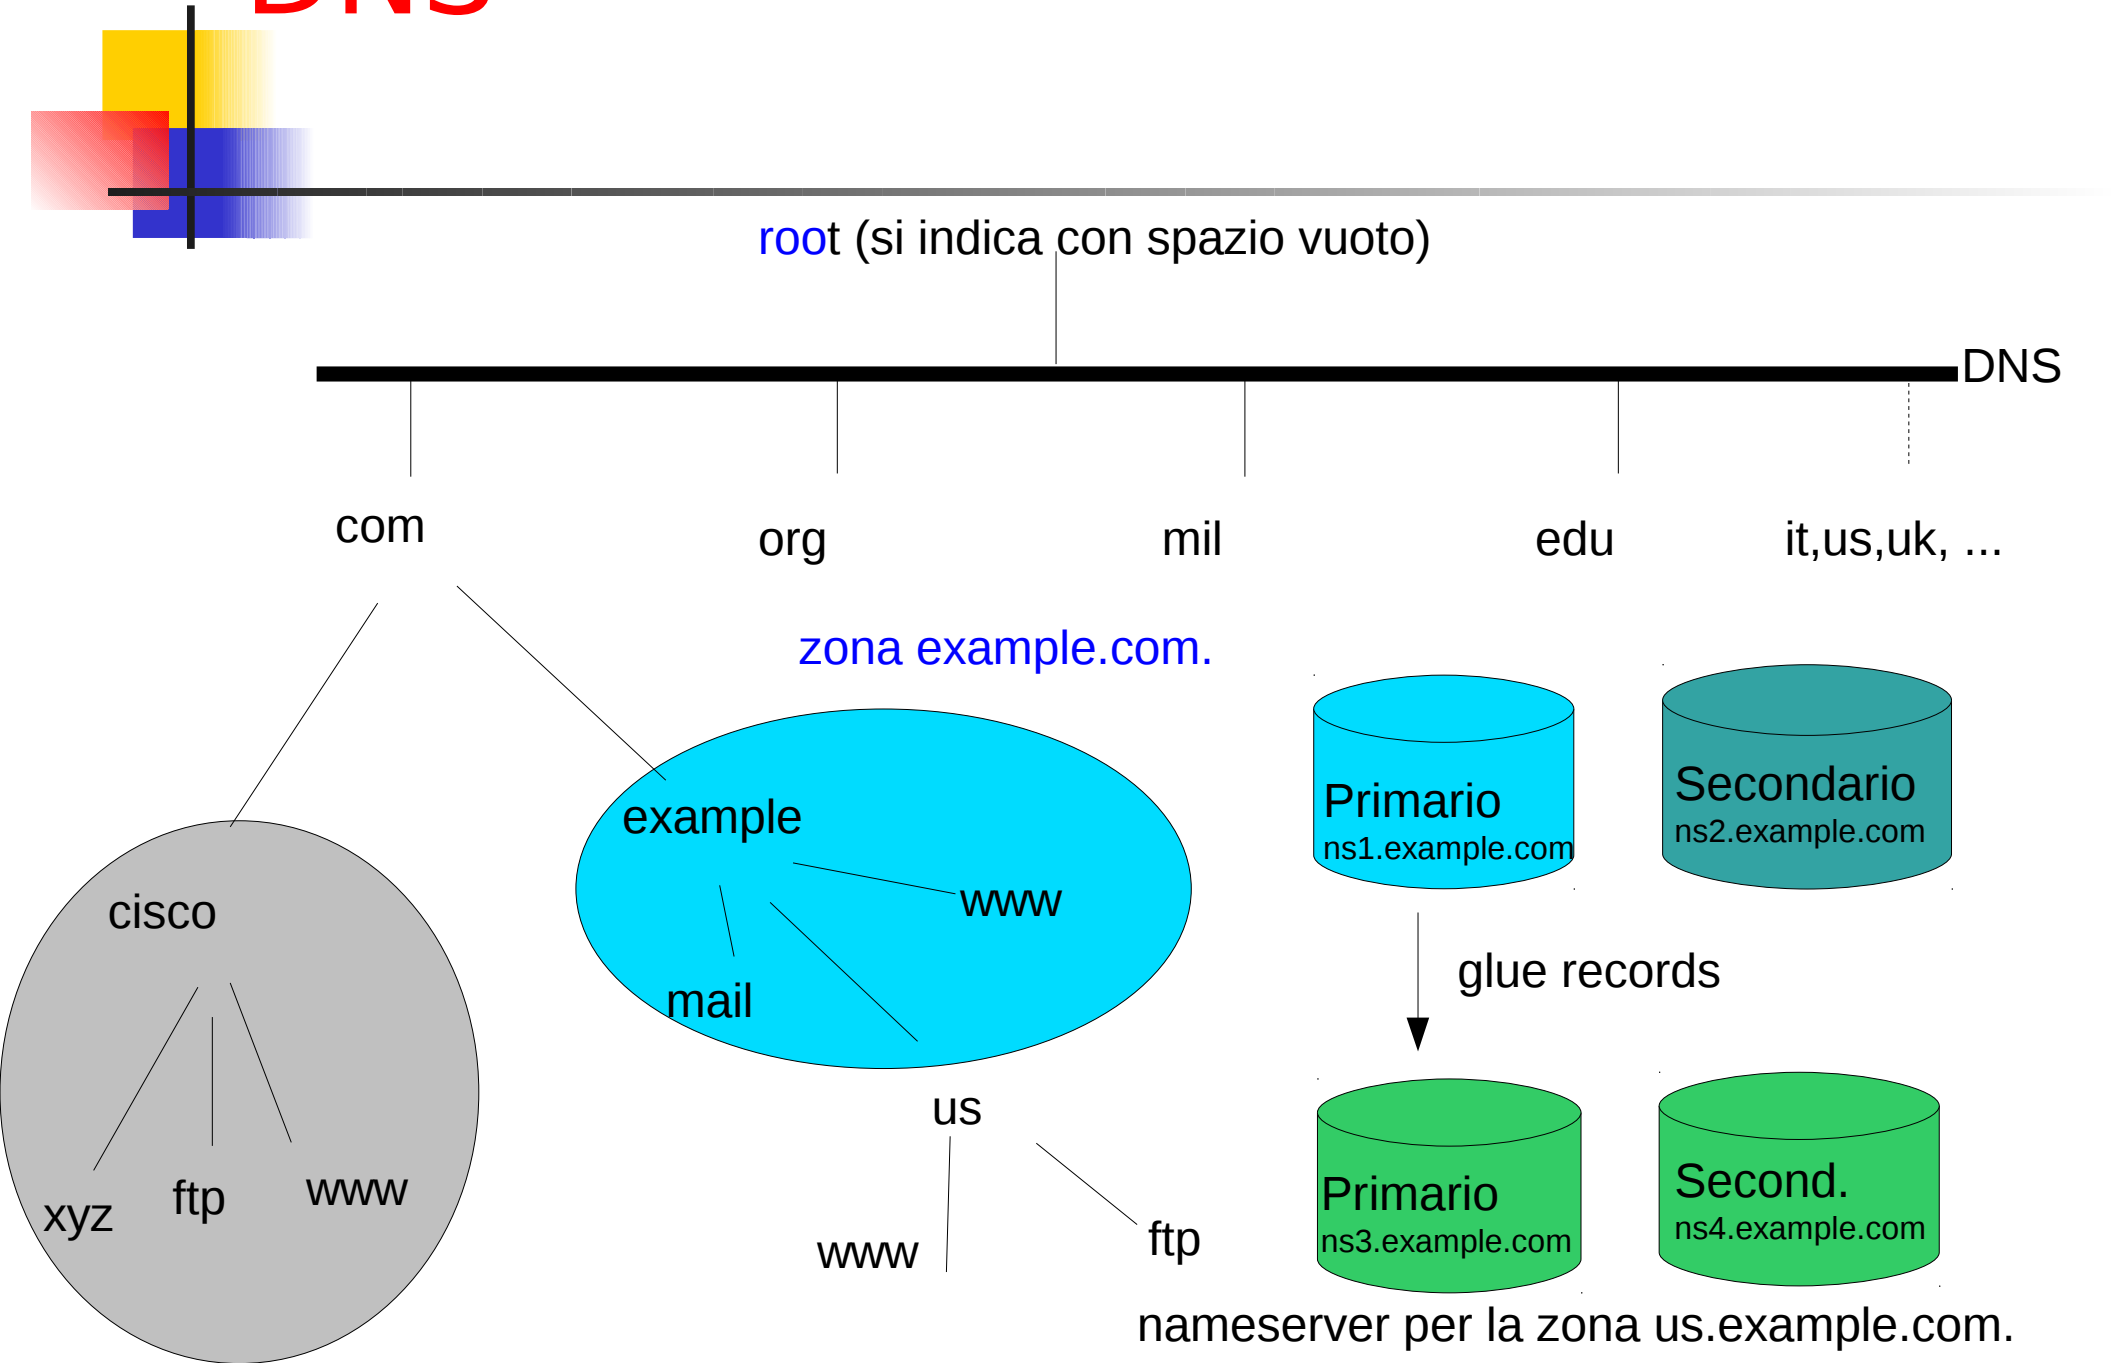 DNS
root (si indica con spazio vuoto)
DNS
com
org
mil
edu
it,us,uk, ...
zona example.com.
Primario
ns1.example.com
Secondario
ns2.example.com
example
www
mail
cisco
glue records
us
xyz
ftp
www
www
ftp
Primario
ns3.example.com
Second.
ns4.example.com
nameserver per la zona us.example.com.